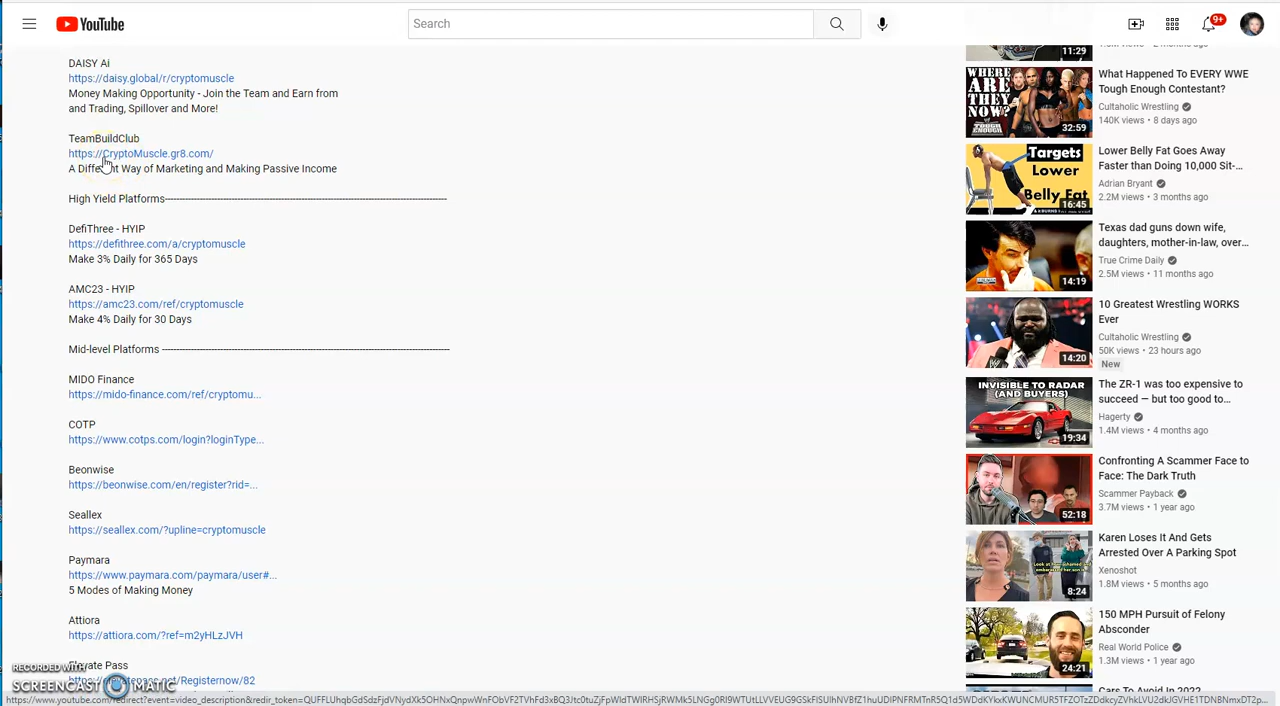 YouTube
Search
9+
DAISY Ai
https://daisy.global/r/cryptomuscle
Money Making Opportunity - Join the Team and Earn from
and Trading, Spillover and More!
TeamBuildClub
https://CryptoMuscle.gr8.com/
A Different Way of Marketing and Making Passive Income
High Yield Platforms------------------------------------------------------------------------------------
DefiThree - HYIP
https://defithree.com/a/cryptomuscle
Make 3% Daily for 365 Days
AMC23 - HYIP
https://amc23.com/ref/cryptomuscle
Make 4% Daily for 30 Days
Mid-level Platforms ------------------------------------------------------------------------------------
MIDO Finance
https://mido-finance.com/ref/cryptomu...
COTP
https://www.cotps.com/login?loginType...
Beonwise
https://beonwise.com/en/register?rid=...
Seallex
https://seallex.com/?upline=cryptomuscle
Paymara
https://www.paymara.com/paymara/user#...
5 Modes of Making Money
Attiora
https://attiora.com/?ref=m2yHLzJVH
Pass
RECORDED WITH
SCREENCAST MATIC
11:29
WHERE
ARE
THEY
NOW?
TOUGH
ENOUGH
32:59
What Happened To EVERY WWE
Tough Enough Contestant?
Cultaholic Wrestling
140K views • 8 days ago
Targets
Lower
Belly Fat
16:45
Lower Belly Fat Goes Away
Faster than Doing 10,000 Sit-...
Adrian Bryant
2.2M views • 3 months ago
14:19
Texas dad guns down wife,
daughters, mother-in-law, over...
True Crime Daily
2.5M views • 11 months ago
14:20
10 Greatest Wrestling WORKS
Ever
Cultaholic Wrestling
50K views • 23 hours ago
New
INVISIBLE TO RADAR
(AND BUYERS)
19:34
The ZR-1 was too expensive to
succeed — but too good to...
Hagerty
1.4M views • 4 months ago
52:18
Confronting A Scammer Face to
Face: The Dark Truth
Scammer Payback
3.7M views • 1 year ago
8:24
Karen Loses It And Gets
Arrested Over A Parking Spot
Xenoshot
1.8M views • 5 months ago
24:21
150 MPH Pursuit of Felony
Absconder
Real World Police
1.3M views • 1 year ago
Cars To Avoid In 2022